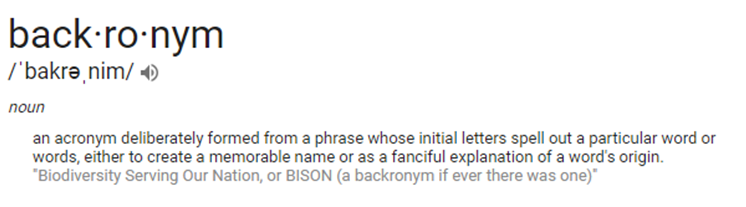 back·ro·nym
/ˈbakrəˌnim/
noun
an acronym deliberately formed from a phrase whose initial letters spell out a particular word or
words, either to create a memorable name or as a fanciful explanation of a word's origin.
"Biodiversity Serving Our Nation, or BISON (a backronym if ever there was one)"